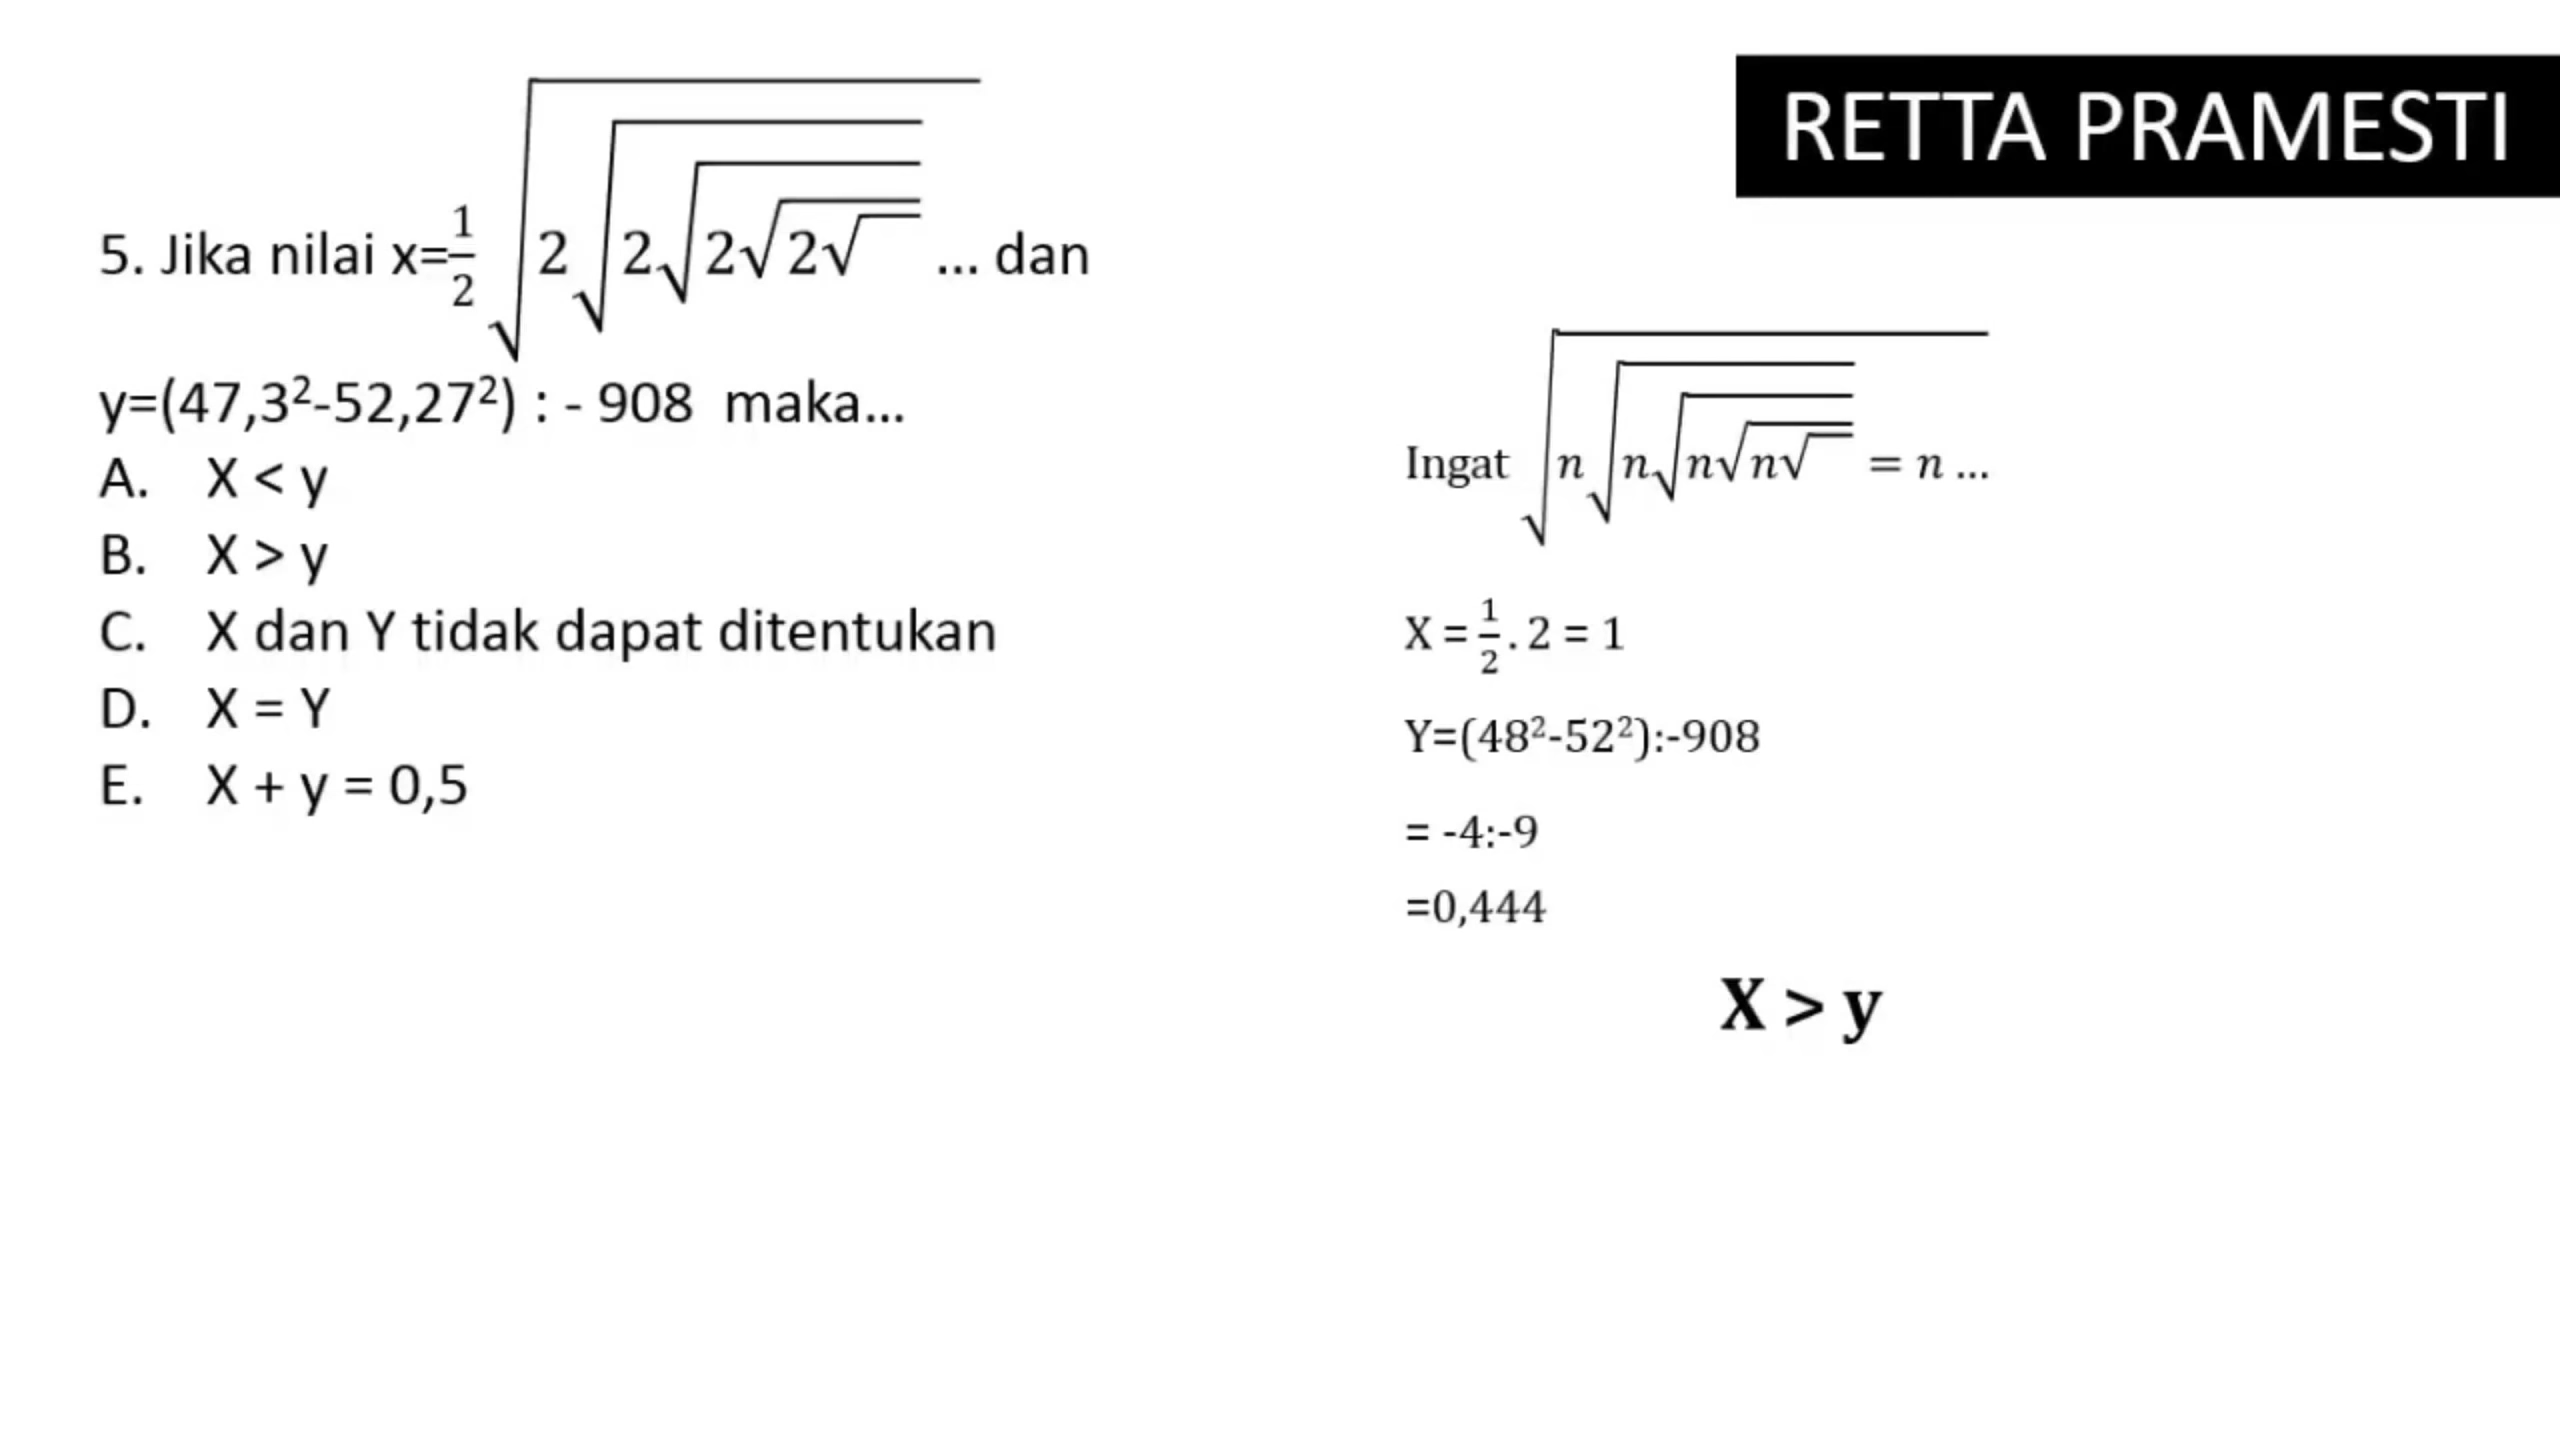 RETTA PRAMESTI
5. Jika nilai x=½ √(2√(2√(2√(2√ ))))... dan
y=(47,3²-52,27²) : - 908 maka...
A. X < y
B. X > y
C. X dan Y tidak dapat ditentukan
D. X = Y
E. X + y = 0,5
Ingat √(n√(n√(n√(n√ )))) = n ...
X = ½ . 2 = 1
Y=(48²-52²):-908
= -4:-9
=0,444
X > y